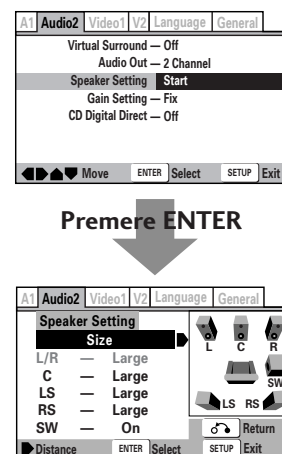 A1 Audio2 Video1 V2 Language General
Virtual Surround — Off
Audio Out — 2 Channel
Speaker Setting Start
Gain Setting — Fix
CD Digital Direct — Off
Move ENTER Select SETUP Exit
Premere ENTER
A1 Audio2 Video1 V2 Language General
Speaker Setting
Size
L/R — Large
C — Large
LS — Large
RS — Large
SW — On
L C R
SW
LS RS
Return
Distance ENTER Select SETUP Exit